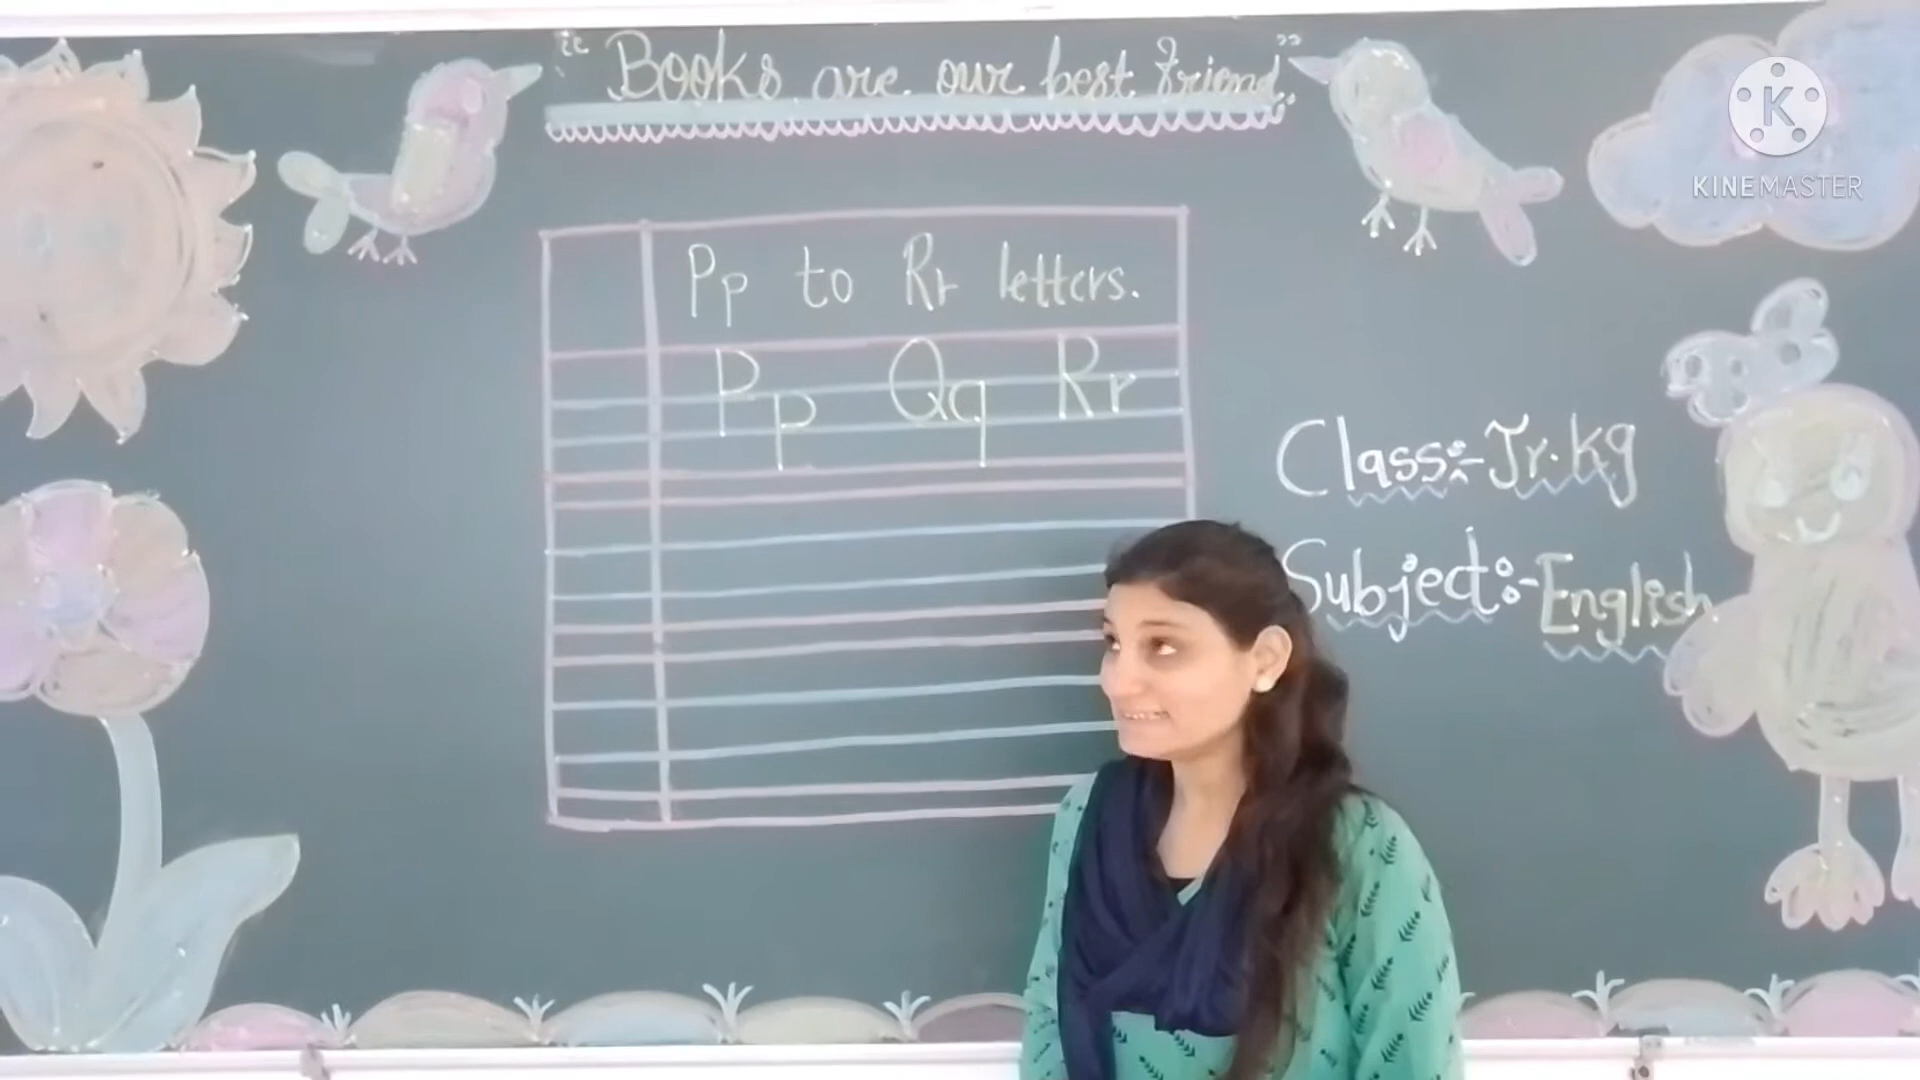 “Books are our best friend.”
Pp to Rr letters.
Pp Qq Rr
Class:- Jr.kg
Subject:- English
K
KINEMASTER